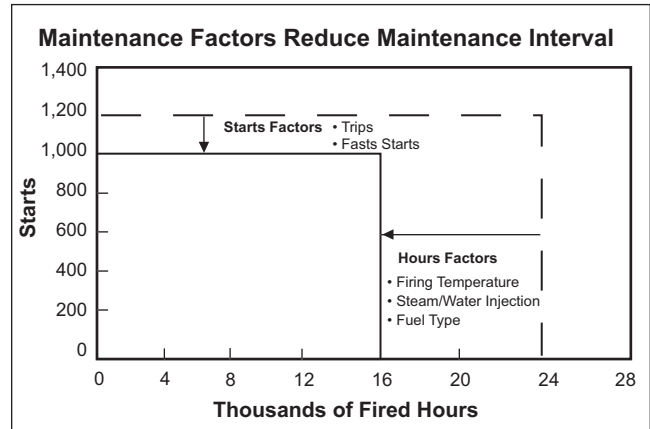 Maintenance Factors Reduce Maintenance Interval
1,400
1,200
1,000
800
600
400
200
0
Starts
Starts Factors • Trips
• Fasts Starts
Hours Factors
• Firing Temperature
• Steam/Water Injection
• Fuel Type
0 4 8 12 16 20 24 28
Thousands of Fired Hours